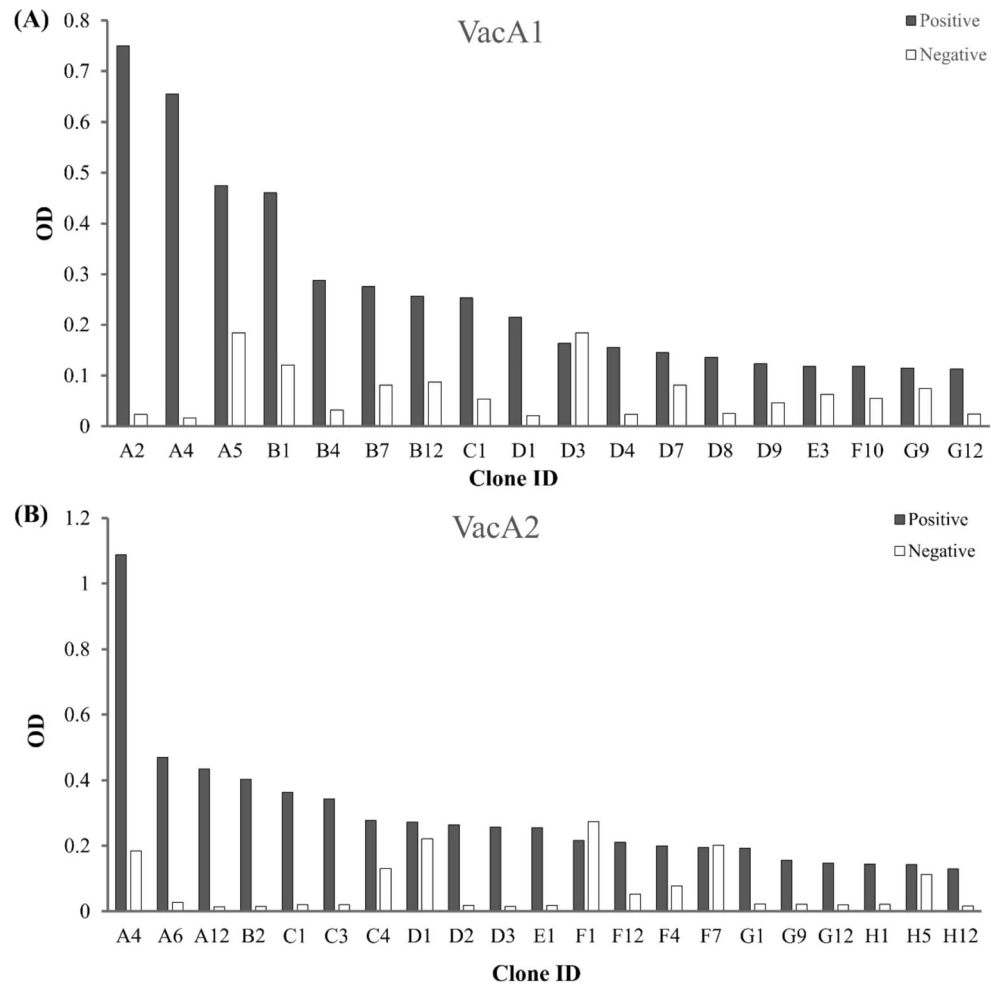 (A)
VacA1
Positive
Negative
0.8
0.7
0.6
0.5
0.4
0.3
0.2
0.1
0
OD
A2 A4 A5 B1 B4 B7 B12 C1 D1 D3 D4 D7 D8 D9 E3 F10 G9 G12
Clone ID
(B)
VacA2
Positive
Negative
1.2
1
0.8
0.6
0.4
0.2
0
OD
A4 A6 A12 B2 C1 C3 C4 D1 D2 D3 E1 F1 F12 F4 F7 G1 G9 G12 H1 H5 H12
Clone ID